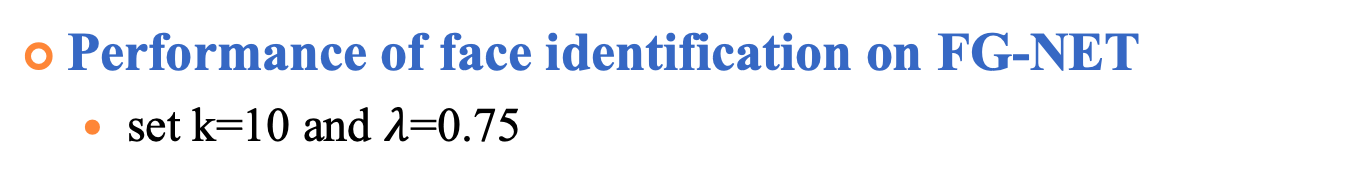 Performance of face identification on FG-NET
set k=10 and λ=0.75